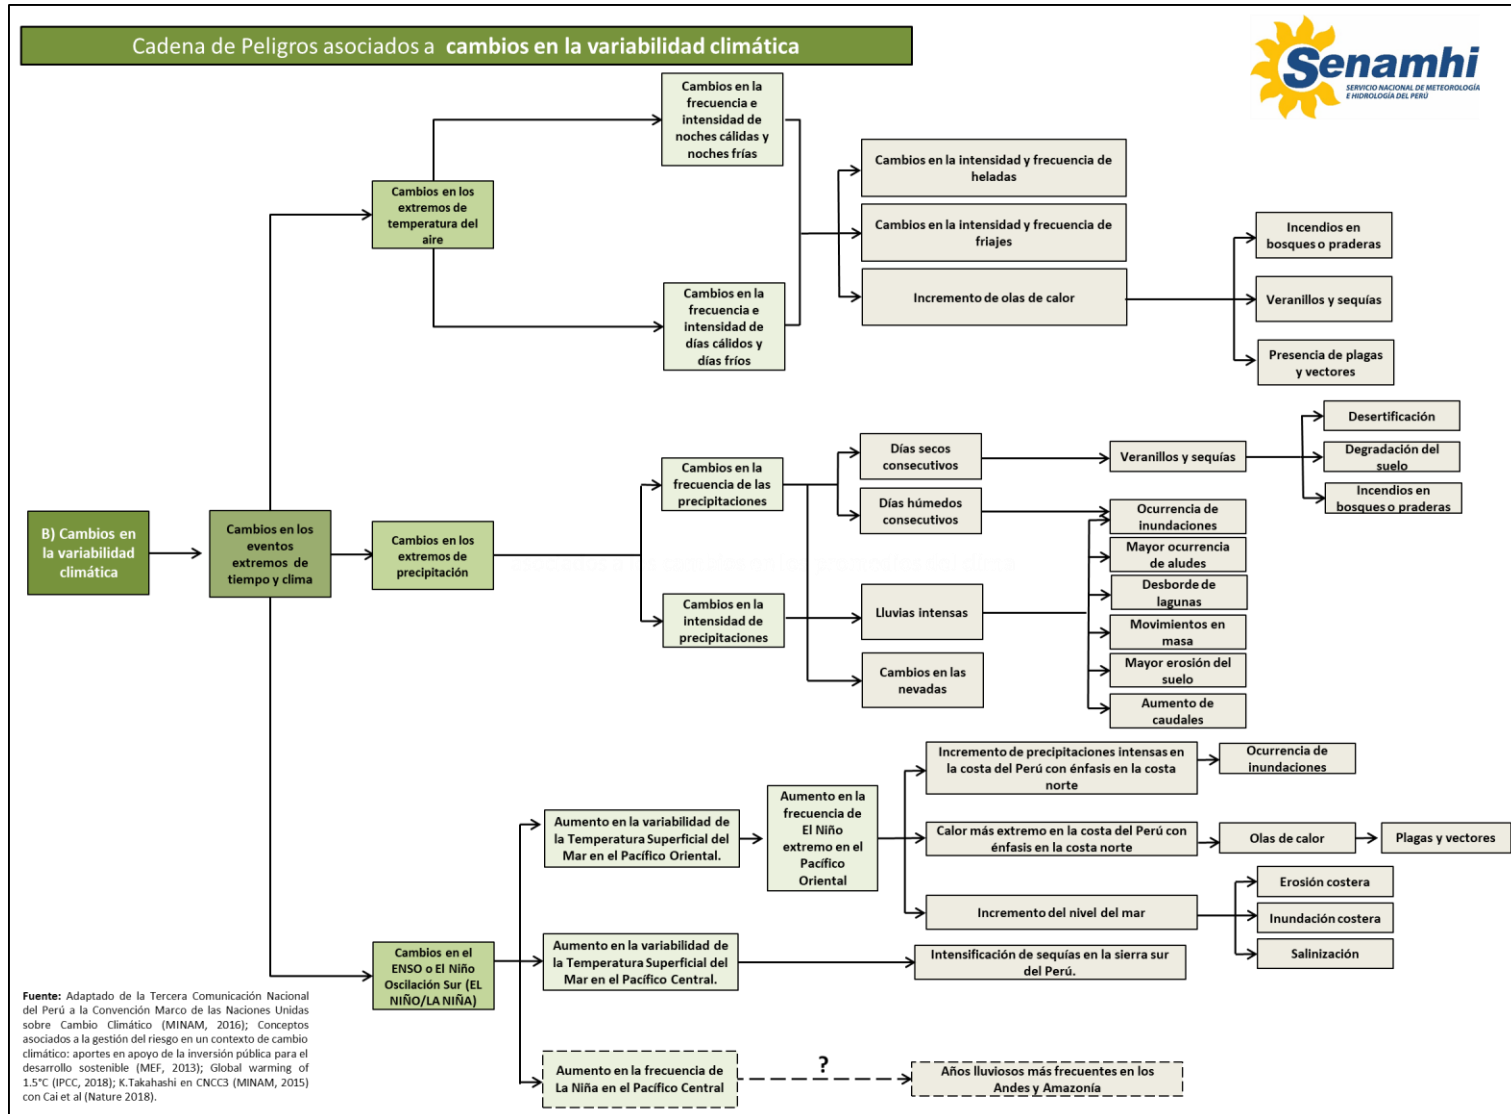 Cadena de Peligros asociados a cambios en la variabilidad climática
Senamhi
SERVICIO NACIONAL DE METEOROLOGÍA
E HIDROLOGÍA DEL PERÚ
B) Cambios en
la variabilidad
climática
Cambios en los
eventos
extremos de
tiempo y clima
Cambios en los
extremos de
temperatura del
aire
Cambios en la
frecuencia e
intensidad de
noches cálidas y
noches frías
Cambios en la
frecuencia e
intensidad de
días cálidos y
días fríos
Cambios en la intensidad y frecuencia de
heladas
Cambios en la intensidad y frecuencia de
friajes
Incremento de olas de calor
Incendios en
bosques o praderas
Veranillos y sequías
Presencia de plagas
y vectores
Cambios en los
extremos de
precipitación
Cambios en la
frecuencia de las
precipitaciones
Cambios en la
intensidad de
precipitaciones
Días secos
consecutivos
Días húmedos
consecutivos
Lluvias intensas
Cambios en las
nevadas
Veranillos y sequías
Desertificación
Degradación del
suelo
Incendios en
bosques o praderas
Ocurrencia de
inundaciones
Mayor ocurrencia
de aludes
Desborde de
lagunas
Movimientos en
masa
Mayor erosión del
suelo
Aumento de
caudales
Cambios en el
ENSO o El Niño
Oscilación Sur (EL
NIÑO/LA NIÑA)
Aumento en la variabilidad de
la Temperatura Superficial del
Mar en el Pacífico Oriental.
Aumento en la
frecuencia de
El Niño
extremo en el
Pacífico
Oriental
Incremento de precipitaciones intensas en
la costa del Perú con énfasis en la costa
norte
Ocurrencia de
inundaciones
Calor más extremo en la costa del Perú con
énfasis en la costa norte
Olas de calor
Plagas y vectores
Incremento del nivel del mar
Erosión costera
Inundación costera
Salinización
Aumento en la variabilidad de
la Temperatura Superficial del
Mar en el Pacífico Central.
Intensificación de sequías en la sierra sur
del Perú.
Aumento en la frecuencia de
La Niña en el Pacífico Central
?
Años lluviosos más frecuentes en los
Andes y Amazonía
Fuente: Adaptado de la Tercera Comunicación Nacional
del Perú a la Convención Marco de las Naciones Unidas
sobre Cambio Climático (MINAM, 2016); Conceptos
asociados a la gestión del riesgo en un contexto de cambio
climático: aportes en apoyo de la inversión pública para el
desarrollo sostenible (MEF, 2013); Global warming of
1.5°C (IPCC, 2018); K.Takahashi en CNCC3 (MINAM, 2015)
con Cai et al (Nature 2018).